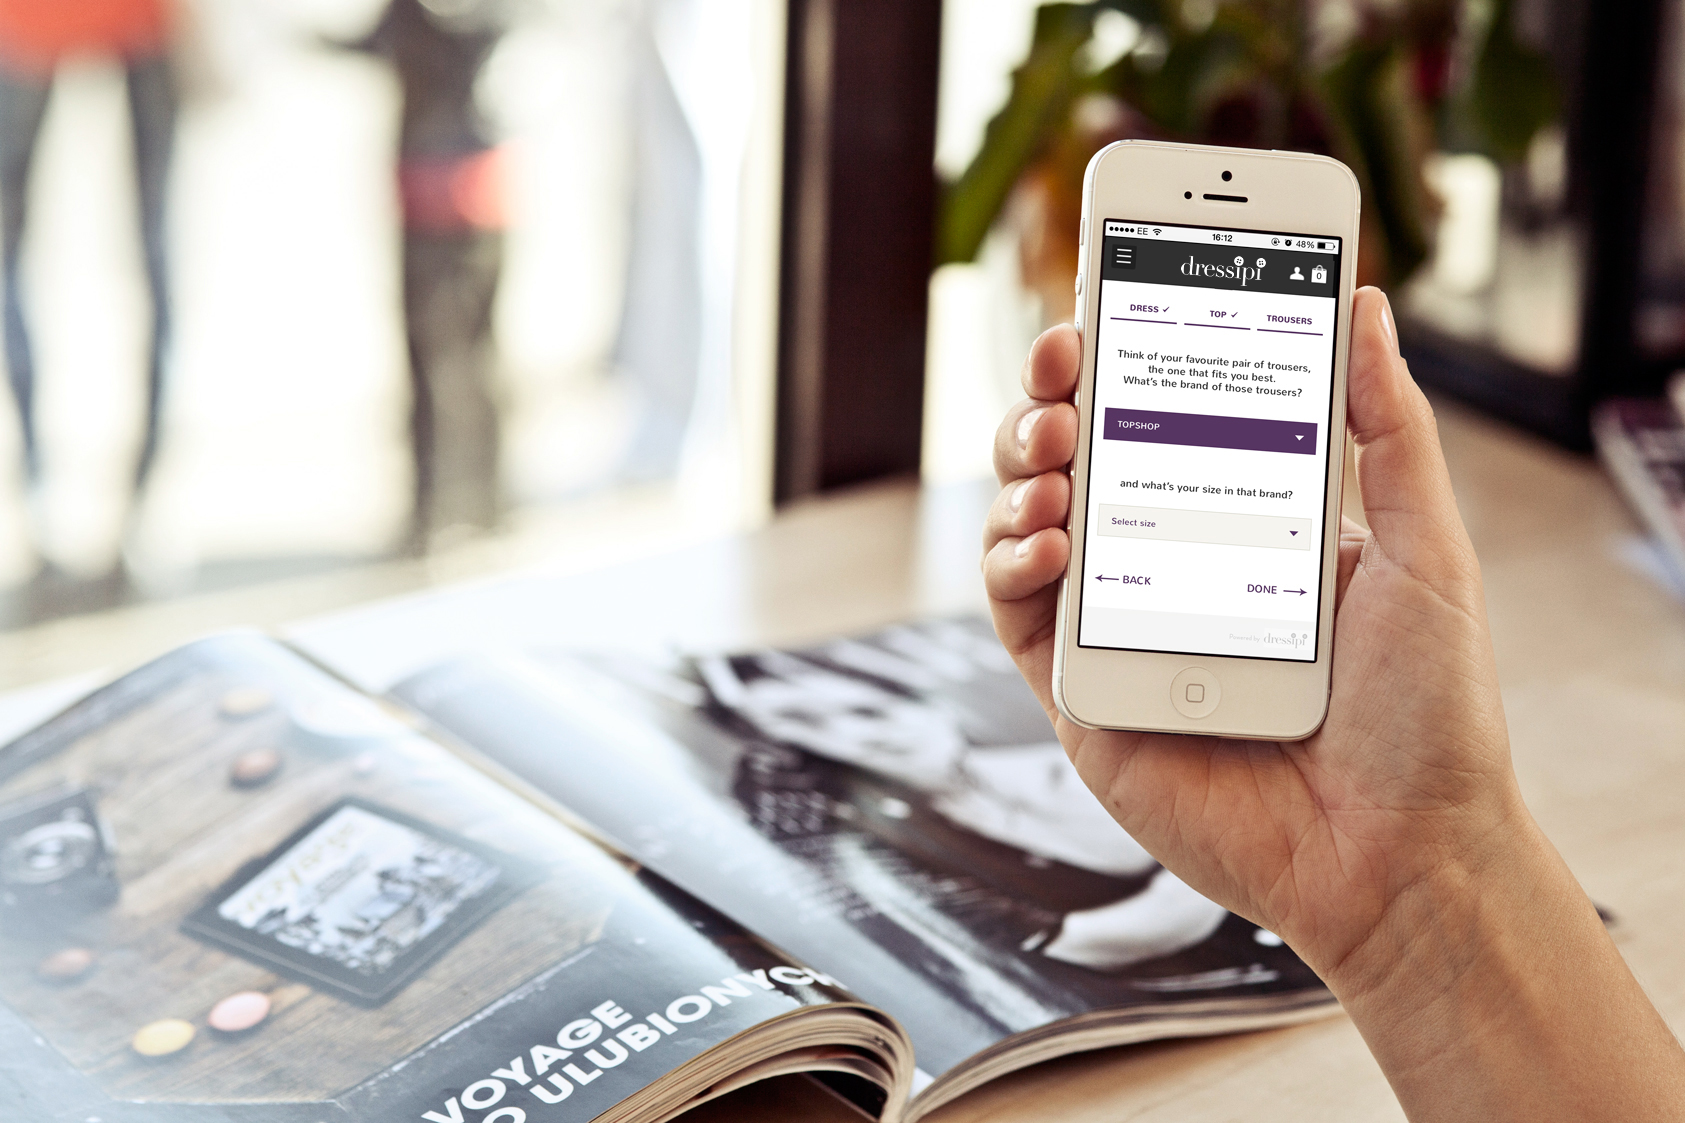 EE 16:12 48%
dressipi
0
DRESS ✓ TOP ✓ TROUSERS
Think of your favourite pair of trousers,
the one that fits you best.
What's the brand of those trousers?
TOPSHOP
and what's your size in that brand?
Select size
BACK DONE
Powered by dressipi
VOYAGE
O ULUBIONYCH